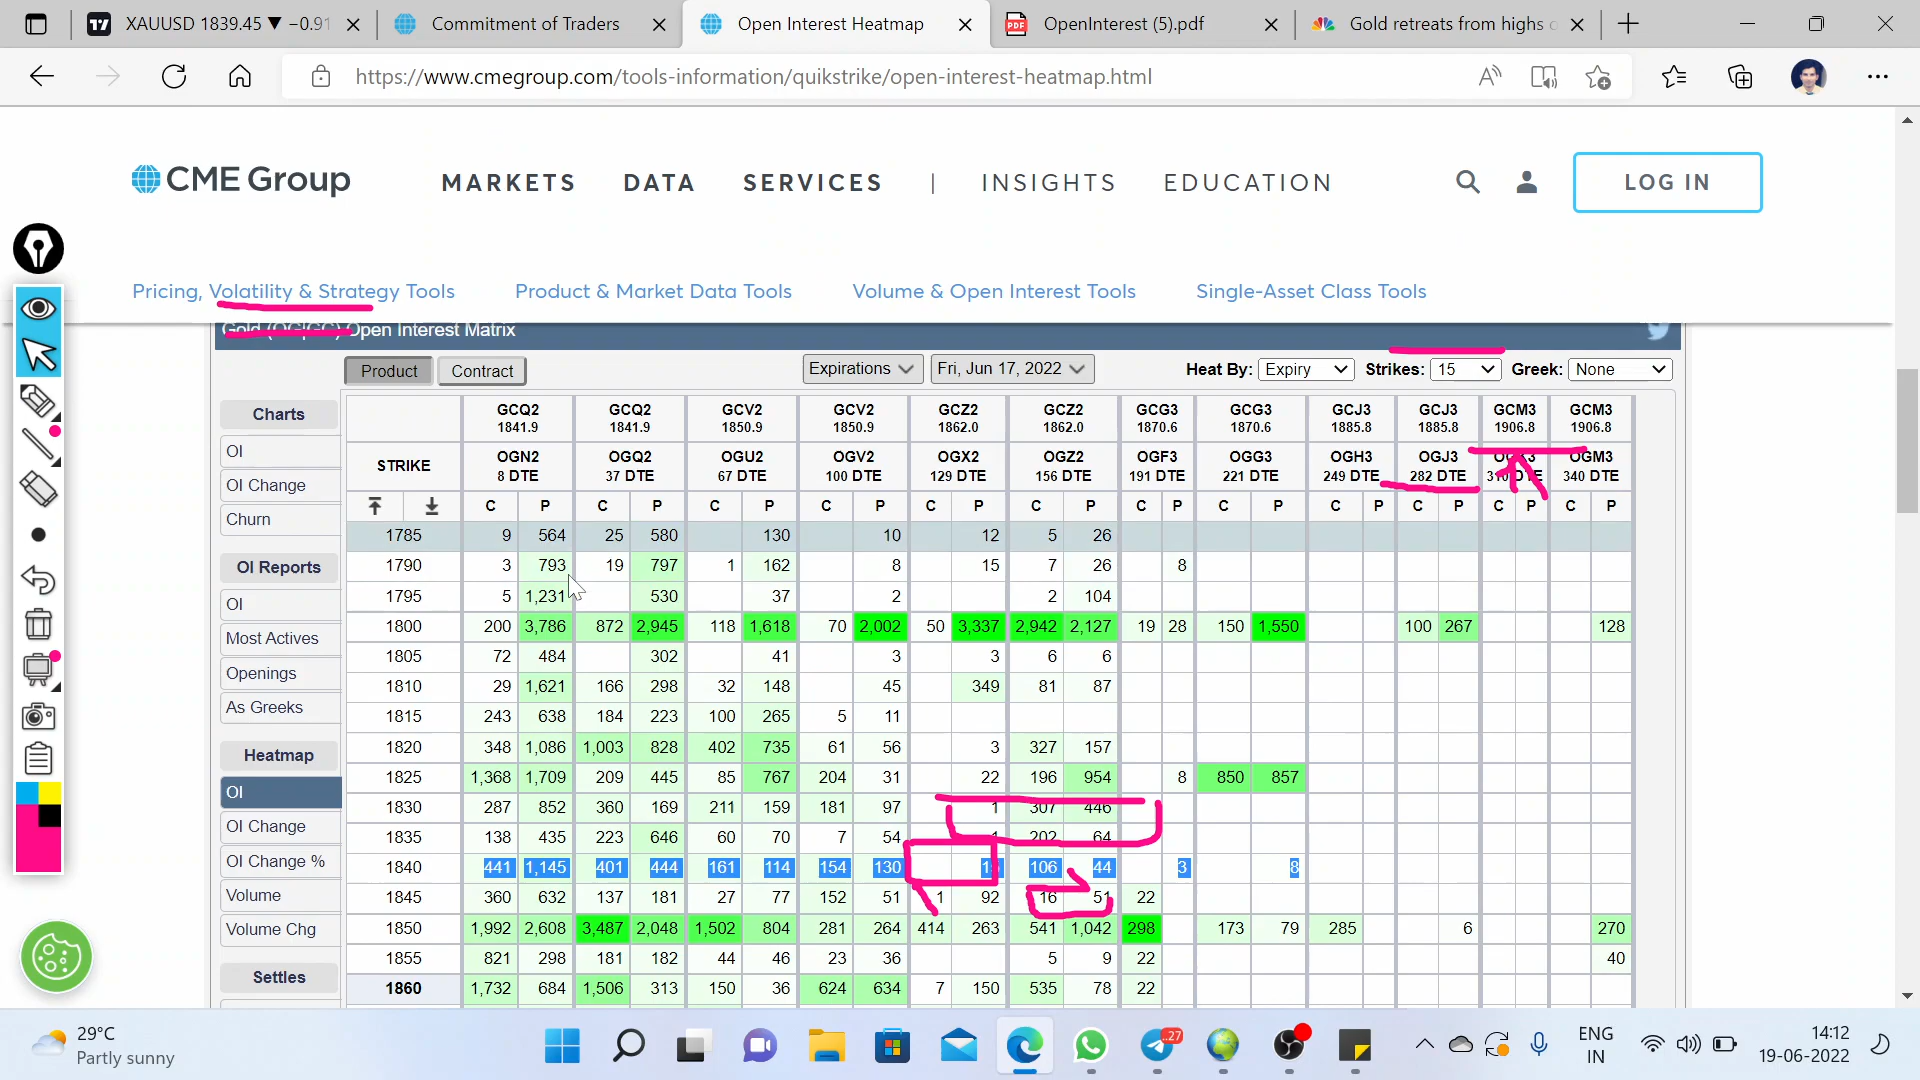 XAUUSD 1839.45 ▼ −0.91
Commitment of Traders
Open Interest Heatmap
OpenInterest (5).pdf
Gold retreats from highs
https://www.cmegroup.com/tools-information/quikstrike/open-interest-heatmap.html
CME Group
MARKETS DATA SERVICES | INSIGHTS EDUCATION
LOG IN
Pricing, Volatility & Strategy Tools Product & Market Data Tools Volume & Open Interest Tools Single-Asset Class Tools
Gold (OG|GC) Open Interest Matrix
Product Contract Expirations Fri, Jun 17, 2022 Heat By: Expiry Strikes: 15 Greek: None
Charts
OI
OI Change
Churn
OI Reports
OI
Most Actives
Openings
As Greeks
Heatmap
OI
OI Change
OI Change %
Volume
Volume Chg
Settles
GCQ2 GCQ2 GCV2 GCV2 GCZ2 GCZ2 GCG3 GCG3 GCJ3 GCJ3 GCM3 GCM3
1841.9 1841.9 1850.9 1850.9 1862.0 1862.0 1870.6 1870.6 1885.8 1885.8 1906.8 1906.8
STRIKE OGN2 OGQ2 OGU2 OGV2 OGX2 OGZ2 OGF3 OGG3 OGH3 OGJ3 OGM3
8 DTE 37 DTE 67 DTE 100 DTE 129 DTE 156 DTE 191 DTE 221 DTE 249 DTE 282 DTE 340 DTE
C P C P C P C P C P C P C P C P C P C P C P C P
1785 9 564 25 580 130 10 12 5 26
1790 3 793 19 797 1 162 8 15 7 26 8
1795 5 1,231 530 37 2 2 104
1800 200 3,786 872 2,945 118 1,618 70 2,002 50 3,337 2,942 2,127 19 28 150 1,550 100 267 128
1805 72 484 302 41 3 3 6 6
1810 29 1,621 166 298 32 148 45 349 81 87
1815 243 638 184 223 100 265 5 11
1820 348 1,086 1,003 828 402 735 61 56 3 327 157
1825 1,368 1,709 209 445 85 767 204 31 22 196 954 8 850 857
1830 287 852 360 169 211 159 181 97 1 307 446
1835 138 435 223 646 60 70 7 54 1 202 64
1840 441 1,145 401 444 161 114 154 130 106 44 3 8
1845 360 632 137 181 27 77 152 51 1 92 16 51 22
1850 1,992 2,608 3,487 2,048 1,502 804 281 264 414 263 541 1,042 298 173 79 285 6 270
1855 821 298 181 182 44 46 23 36 5 9 22 40
1860 1,732 684 1,506 313 150 36 624 634 7 150 535 78 22
29°C
Partly sunny
27
ENG
IN
14:12
19-06-2022